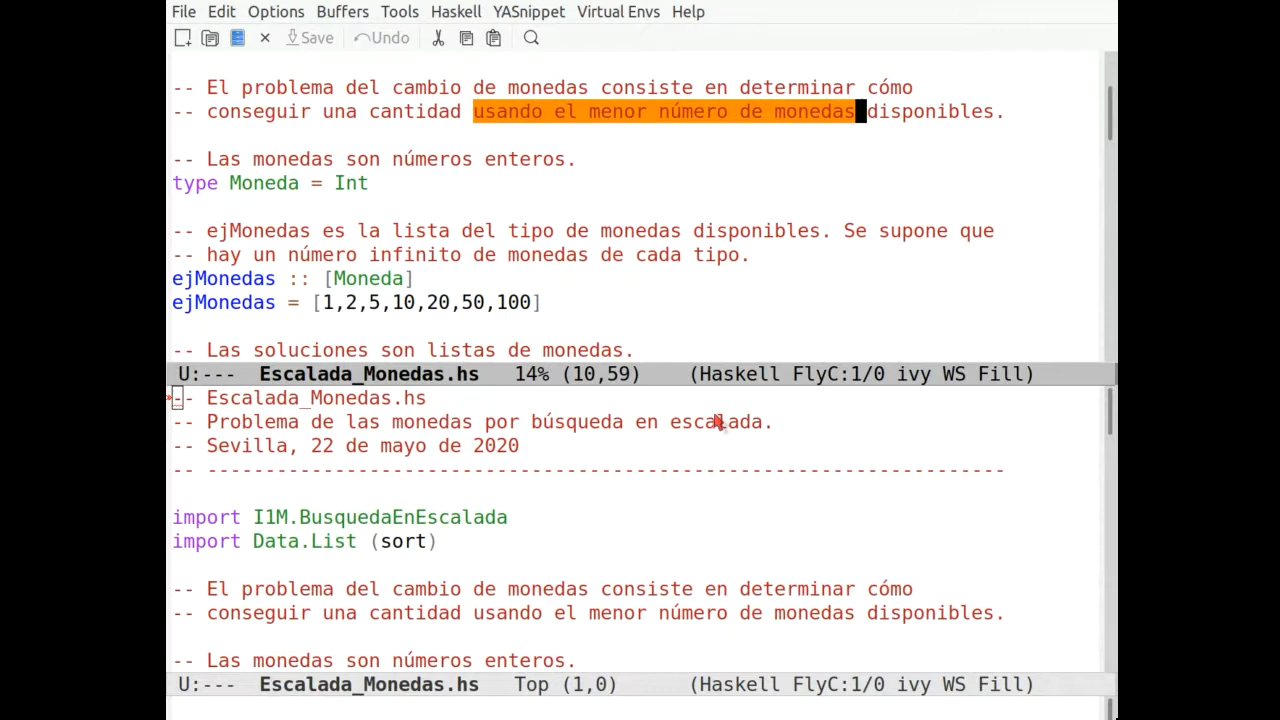 File Edit Options Buffers Tools Haskell YASnippet Virtual Envs Help
Save Undo
-- El problema del cambio de monedas consiste en determinar cómo
-- conseguir una cantidad usando el menor número de monedas disponibles.
-- Las monedas son números enteros.
type Moneda = Int
-- ejMonedas es la lista del tipo de monedas disponibles. Se supone que
-- hay un número infinito de monedas de cada tipo.
ejMonedas :: [Moneda]
ejMonedas = [1,2,5,10,20,50,100]
-- Las soluciones son listas de monedas.
U:--- Escalada_Monedas.hs 14% (10,59) (Haskell FlyC:1/0 ivy WS Fill)
-- Escalada_Monedas.hs
-- Problema de las monedas por búsqueda en escalada.
-- Sevilla, 22 de mayo de 2020
-- ---------------------------------------------------------------------
import I1M.BusquedaEnEscalada
import Data.List (sort)
-- El problema del cambio de monedas consiste en determinar cómo
-- conseguir una cantidad usando el menor número de monedas disponibles.
-- Las monedas son números enteros.
U:--- Escalada_Monedas.hs Top (1,0) (Haskell FlyC:1/0 ivy WS Fill)